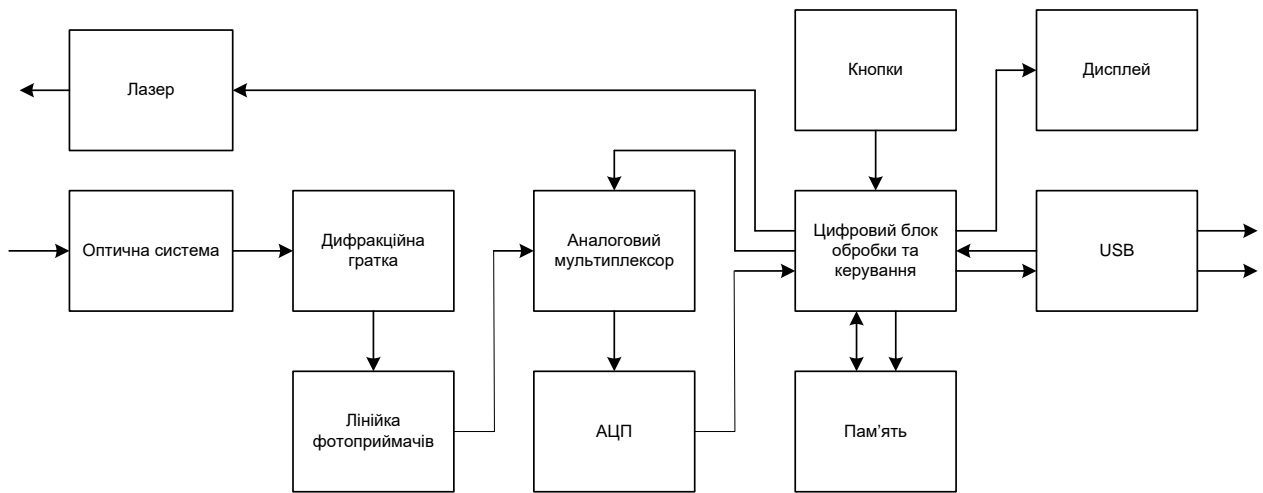 Лазер
Кнопки
Дисплей
Оптична система
Дифракційна
гратка
Аналоговий
мультиплексор
Цифровий блок
обробки та
керування
USB
Лінійка
фотоприймачів
АЦП
Пам’ять